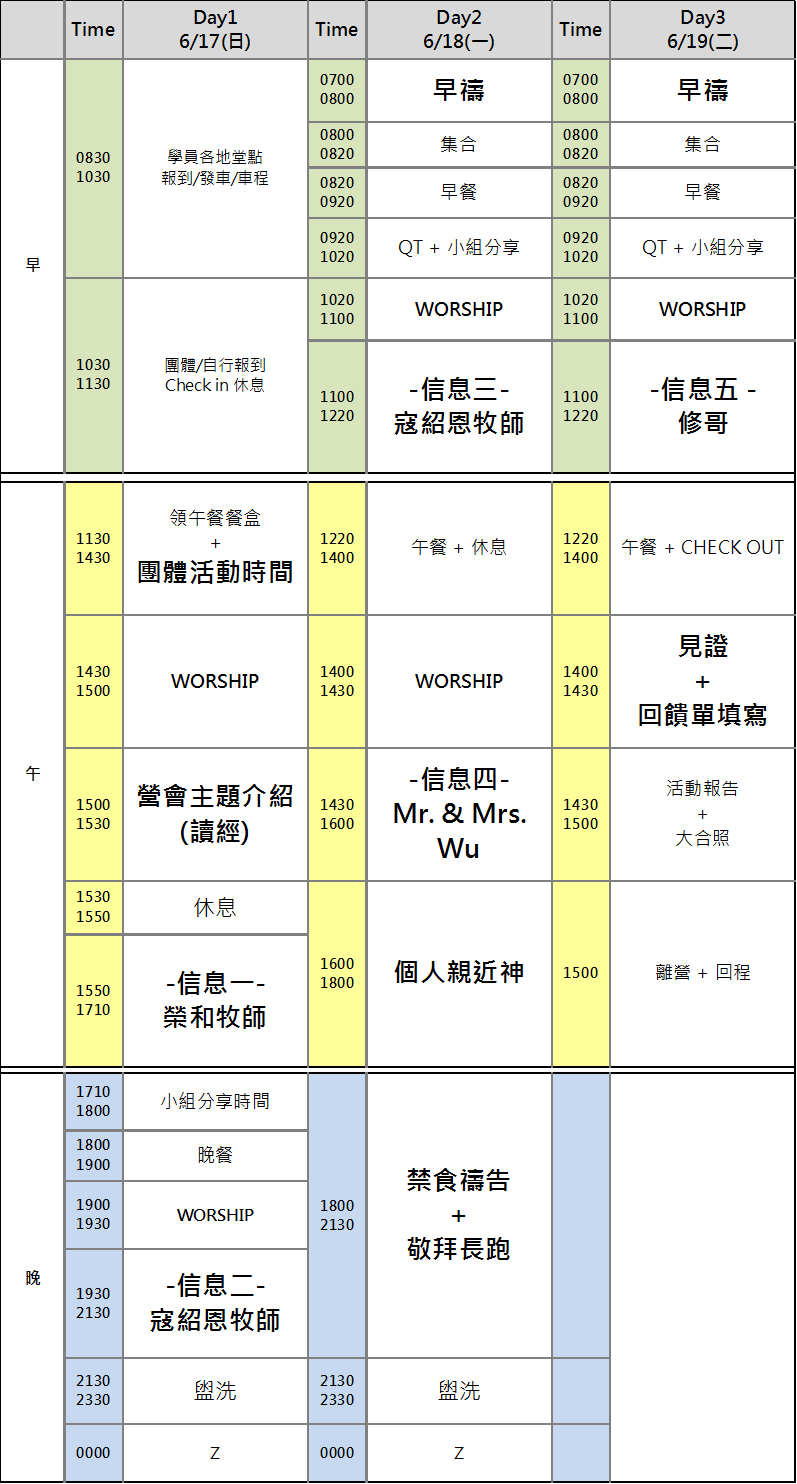 Time
Day1
6/17(日)
Time
Day2
6/18(一)
Time
Day3
6/19(二)
早
0830
1030
學員各地堂點
報到/發車/車程
0700
0800
早禱
0700
0800
早禱
0800
0820
集合
0800
0820
集合
0820
0920
早餐
0820
0920
早餐
0920
1020
QT + 小組分享
0920
1020
QT + 小組分享
1030
1130
團體/自行報到
Check in 休息
1020
1100
WORSHIP
1020
1100
WORSHIP
1100
1220
-信息三-
寇紹恩牧師
1100
1220
-信息五 -
修哥
午
1130
1430
領午餐餐盒
+
團體活動時間
1220
1400
午餐 + 休息
1220
1400
午餐 + CHECK OUT
1430
1500
WORSHIP
1400
1430
WORSHIP
1400
1430
見證
+
回饋單填寫
1500
1530
營會主題介紹
(讀經)
1430
1600
-信息四-
Mr. & Mrs.
Wu
1430
1500
活動報告
+
大合照
1530
1550
休息
1550
1710
-信息一-
榮和牧師
1600
1800
個人親近神
1500
離營 + 回程
晚
1710
1800
小組分享時間
1800
1900
晚餐
1900
1930
WORSHIP
1930
2130
-信息二-
寇紹恩牧師
1800
2130
禁食禱告
+
敬拜長跑
2130
2330
盥洗
2130
2330
盥洗
0000
Z
0000
Z